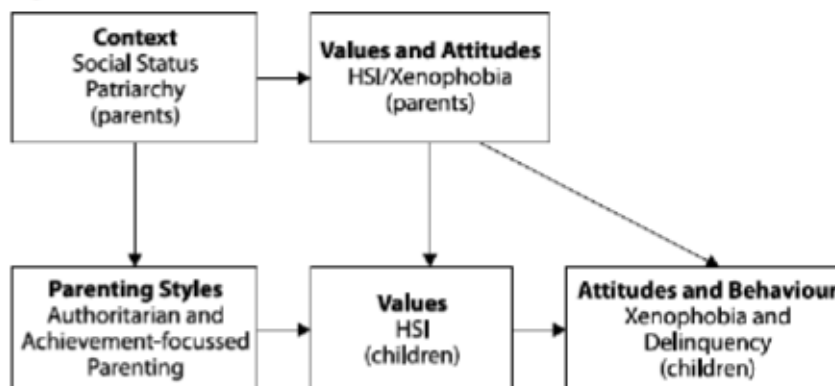 Context
Social Status
Patriarchy
(parents)
Values and Attitudes
HSI/Xenophobia
(parents)
Parenting Styles
Authoritarian and
Achievement-focussed
Parenting
Values
HSI
(children)
Attitudes and Behaviour
Xenophobia and
Delinquency
(children)